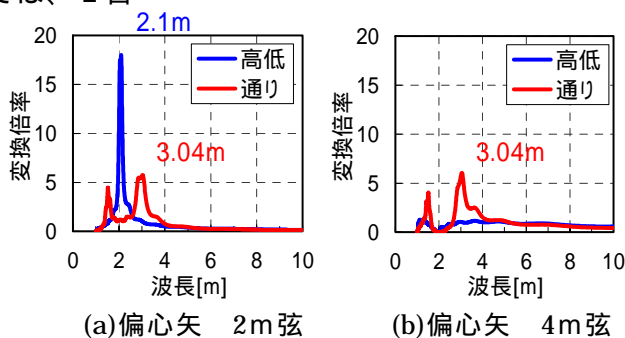 2.1m
20
15
10
5
0
変換倍率
高低
通り
3.04m
0 2 4 6 8 10
波長[m]
(a)偏心矢 2m弦
20
15
10
5
0
変換倍率
高低
通り
3.04m
0 2 4 6 8 10
波長[m]
(b)偏心矢 4m弦